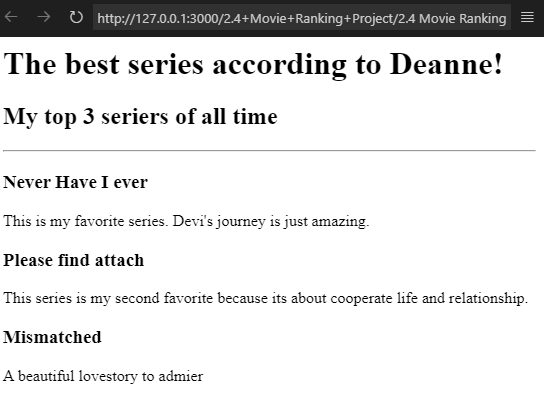 http://127.0.0.1:3000/2.4+Movie+Ranking+Project/2.4 Movie Ranking
The best series according to Deanne!
My top 3 seriers of all time
Never Have I ever
This is my favorite series. Devi's journey is just amazing.
Please find attach
This series is my second favorite because its about cooperate life and relationship.
Mismatched
A beautiful lovestory to admier